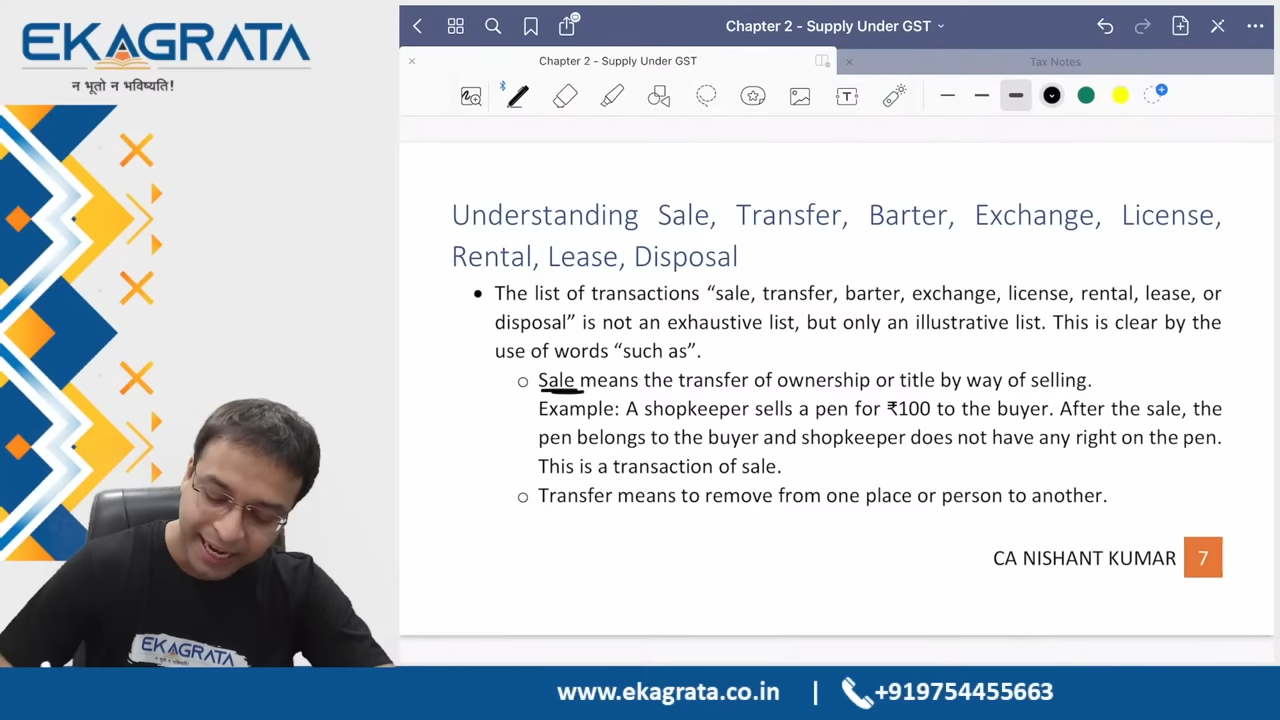 EKAGRATA
न भूतो न भविष्यति!
Chapter 2 - Supply Under GST
Chapter 2 - Supply Under GST
Tax Notes
Understanding Sale, Transfer, Barter, Exchange, License,
Rental, Lease, Disposal
• The list of transactions “sale, transfer, barter, exchange, license, rental, lease, or
disposal” is not an exhaustive list, but only an illustrative list. This is clear by the
use of words “such as”.
○ Sale means the transfer of ownership or title by way of selling.
Example: A shopkeeper sells a pen for ₹100 to the buyer. After the sale, the
pen belongs to the buyer and shopkeeper does not have any right on the pen.
This is a transaction of sale.
○ Transfer means to remove from one place or person to another.
CA NISHANT KUMAR 7
EKAGRATA
न भूतो न भविष्यति!
www.ekagrata.co.in | +919754455663